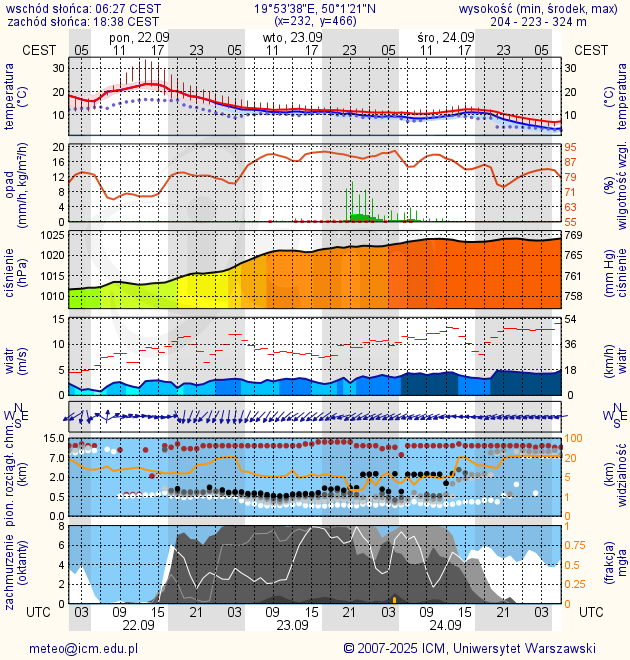 wschód słońca: 06:27 CEST 19°53'38"E, 50°1'21"N wysokość (min, środek, max)
zachód słońca: 18:38 CEST (x=232, y=466) 204 - 223 - 324 m
pon, 22.09 wto, 23.09 śro, 24.09
CEST 05 11 17 23 05 11 17 23 05 11 17 23 05 CEST
temperatura (°C) 30 20 10 30 20 10 temperatura (°C)
opad (mm/h, kg/m²/h) 20 16 12 8 4 0 95 87 79 71 63 55 (%) wilgotność wzgl.
ciśnienie (hPa) 1025 1020 1015 1010 769 765 761 758 (mm Hg) ciśnienie
wiatr (m/s) 15 10 5 0 54 36 18 0 (km/h) wiatr
N W E S N W E S
pion. rozciągł. chm. (km) 15.0 7.0 2.0 0.5 0.0 100 20 5 1 0 (km) widzialność
zachmurzenie (oktanty) 8 6 4 2 0 1 0.75 0.5 0.25 0 (frakcja) mgła
UTC 03 09 15 21 03 09 15 21 03 09 15 21 03 UTC
22.09 23.09 24.09
meteo@icm.edu.pl © 2007-2025 ICM, Uniwersytet Warszawski